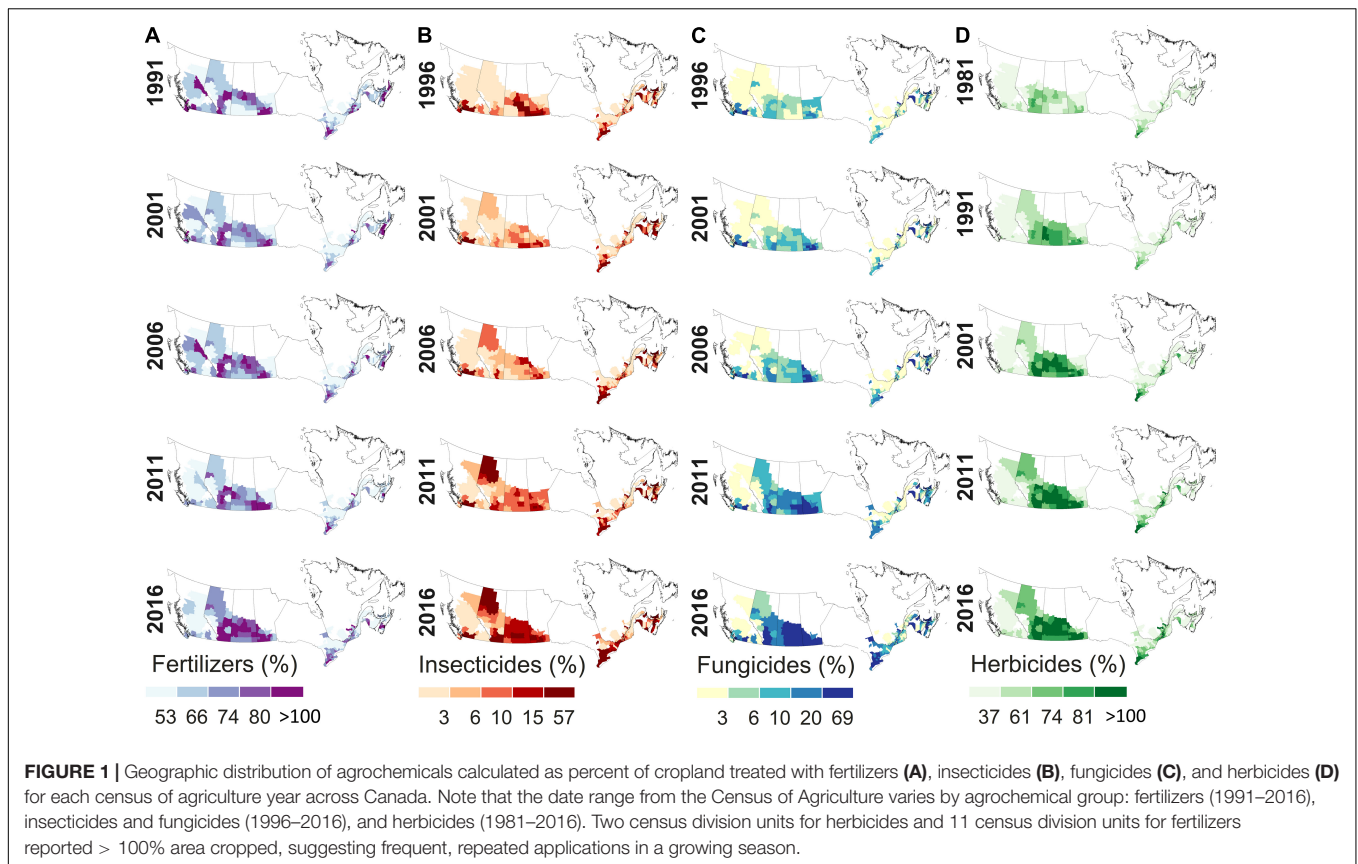 A
B
C
D
1991
1996
1996
1981
2001
2001
2001
1991
2006
2006
2006
2001
2011
2011
2011
2011
2016
2016
2016
2016
Fertilizers (%)
53 66 74 80 >100
Insecticides (%)
3 6 10 15 57
Fungicides (%)
3 6 10 20 69
Herbicides (%)
37 61 74 81 >100
FIGURE 1 | Geographic distribution of agrochemicals calculated as percent of cropland treated with fertilizers (A), insecticides (B), fungicides (C), and herbicides (D)
for each census of agriculture year across Canada. Note that the date range from the Census of Agriculture varies by agrochemical group: fertilizers (1991–2016),
insecticides and fungicides (1996–2016), and herbicides (1981–2016). Two census division units for herbicides and 11 census division units for fertilizers
reported > 100% area cropped, suggesting frequent, repeated applications in a growing season.